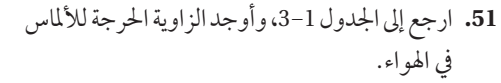 51. ارجع إلى الجدول 1-3، وأوجد الزاوية الحرجة للألماس
في الهواء.